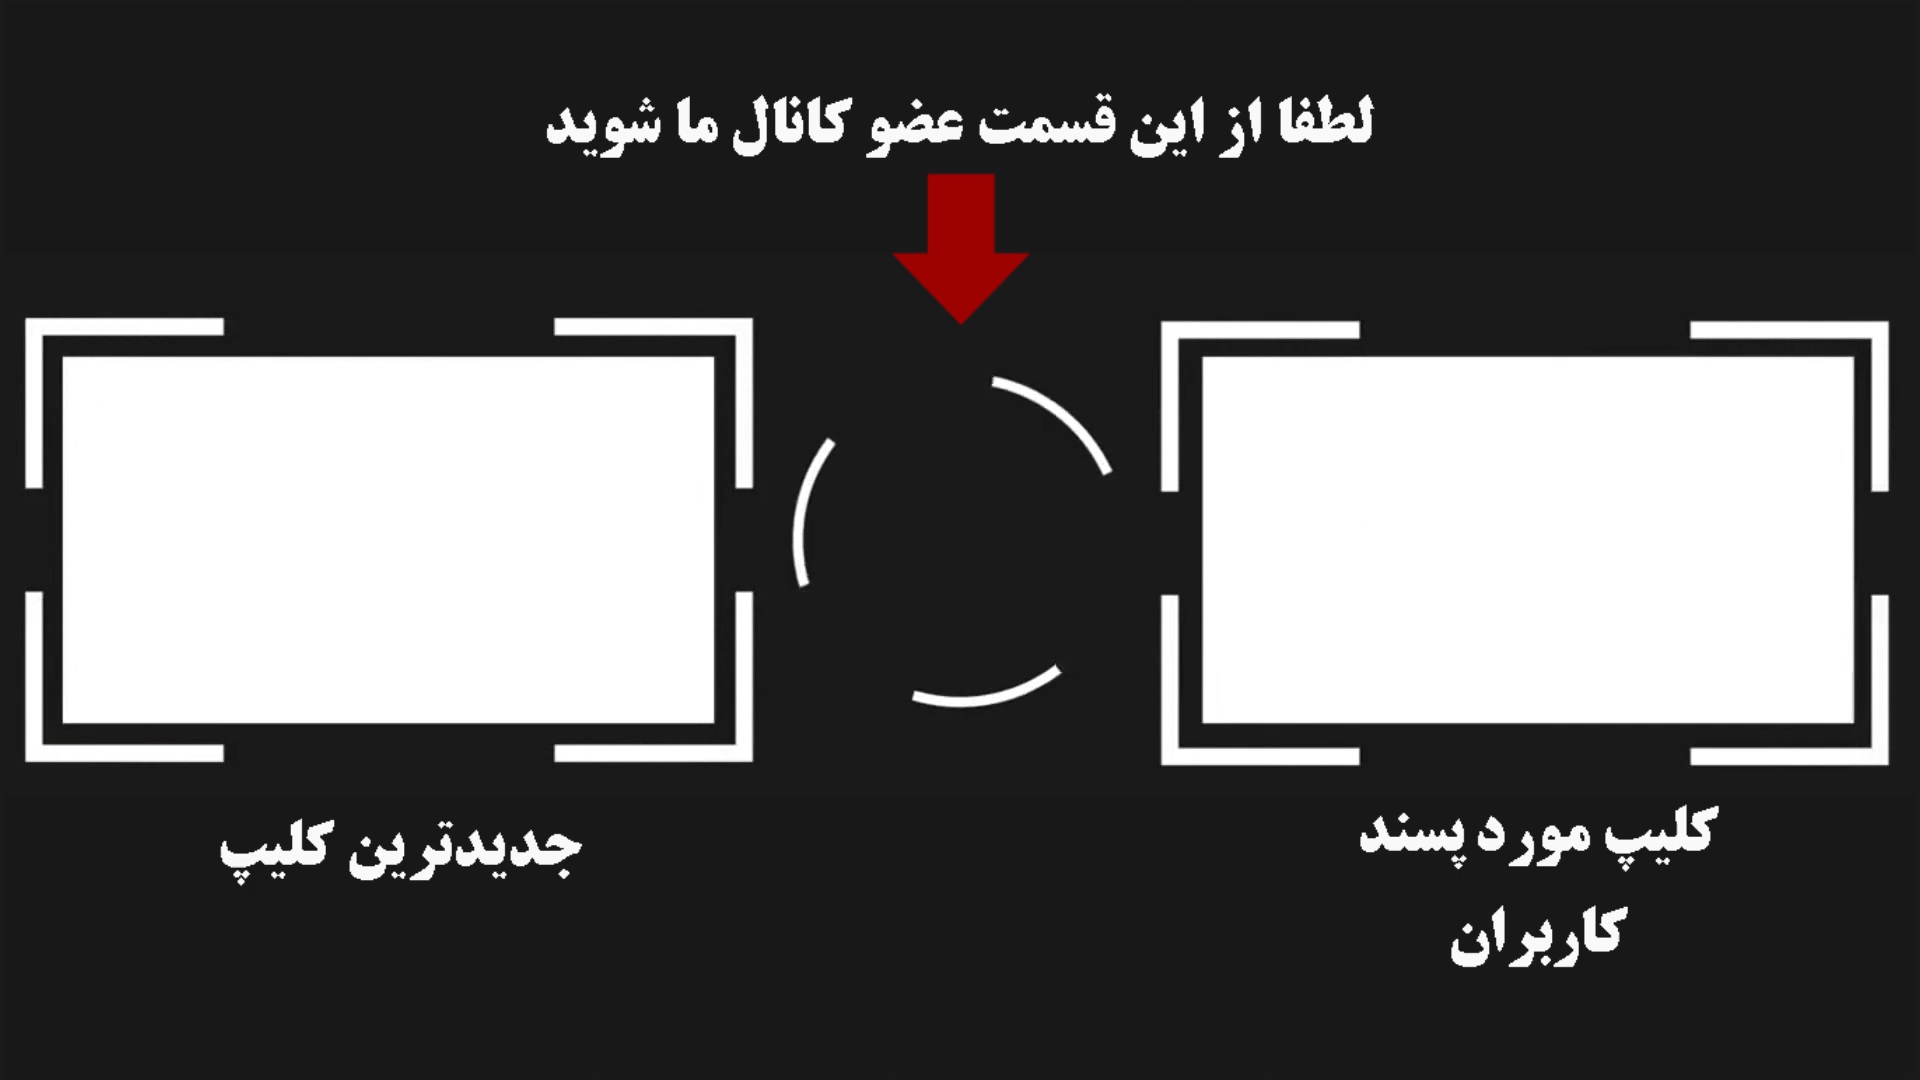 لطفا از این قسمت عضو کانال ما شوید
کلیپ مورد پسند
کاربران
جدیدترین کلیپ